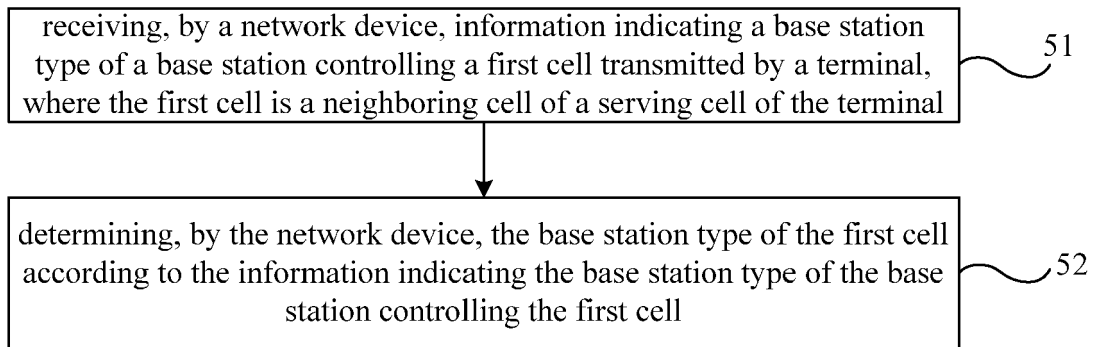 receiving, by a network device, information indicating a base station
type of a base station controlling a first cell transmitted by a terminal,
where the first cell is a neighboring cell of a serving cell of the terminal
51
determining, by the network device, the base station type of the first cell
according to the information indicating the base station type of the base
station controlling the first cell
52